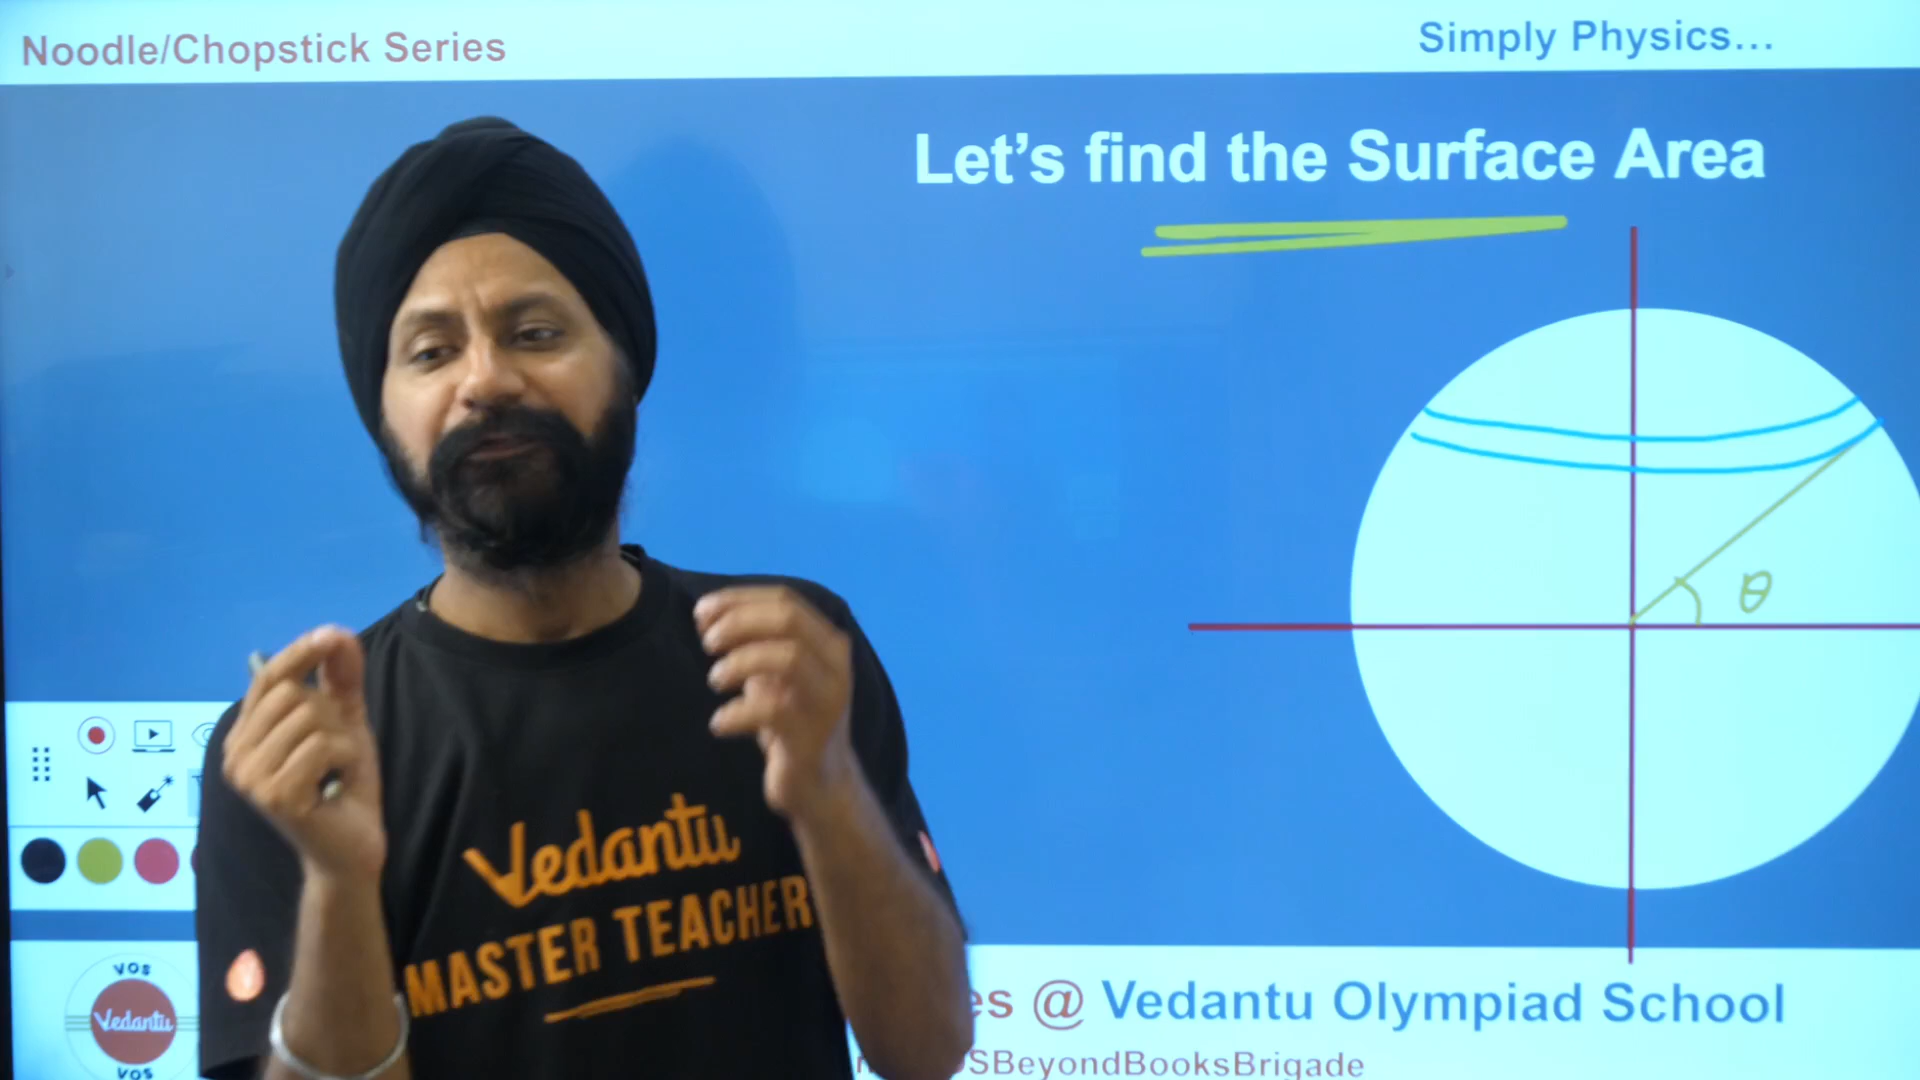 Noodle/Chopstick Series
Simply Physics...
Let's find the Surface Area
θ
Vedantu
MASTER TEACHER
VOS
Vedantu
VOS
@ Vedantu Olympiad School
SBeyondBooksBrigade